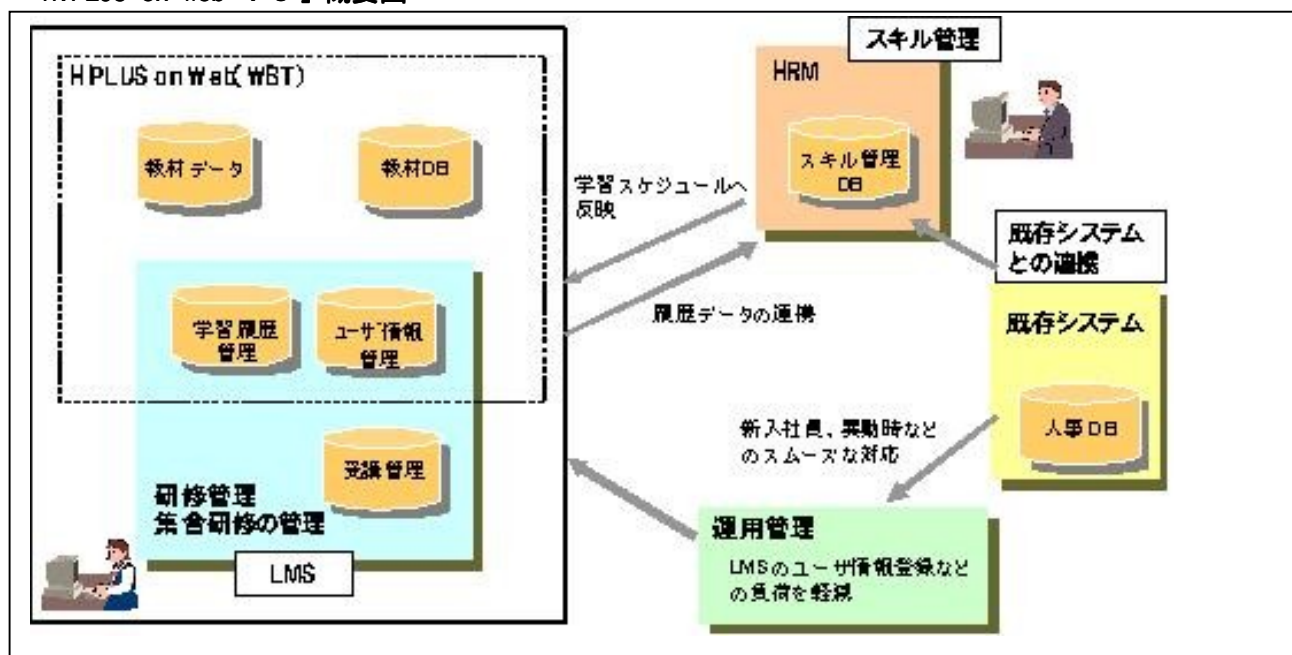 概要図
HPLUS on Web(WBT)
教材データ
教材DB
学習履歴
管理
ユーザ情報
管理
受講管理
研修管理
集合研修の管理
LMS
スキル管理
HRM
スキル管理
DB
学習スケジュールへ
反映
履歴データの連携
既存システム
との連携
既存システム
人事DB
新入社員、異動時など
のスムーズな対応
運用管理
LMSのユーザ情報登録など
の負荷を軽減